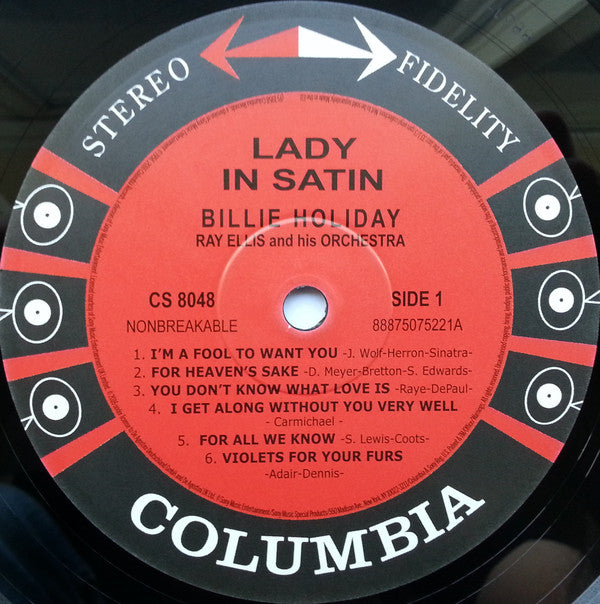 STEREO FIDELITY
LADY
IN SATIN
BILLIE HOLIDAY
RAY ELLIS and his ORCHESTRA
CS 8048 SIDE 1
NONBREAKABLE 88875075221A
1. I'M A FOOL TO WANT YOU -J. Wolf-Herron-Sinatra-
2. FOR HEAVEN'S SAKE -D. Meyer-Bretton-S. Edwards-
3. YOU DON'T KNOW WHAT LOVE IS -Raye-DePaul-
4. I GET ALONG WITHOUT YOU VERY WELL
- Carmichael -
5. FOR ALL WE KNOW -S. Lewis-Coots-
6. VIOLETS FOR YOUR FURS
-Adair-Dennis-
COLUMBIA